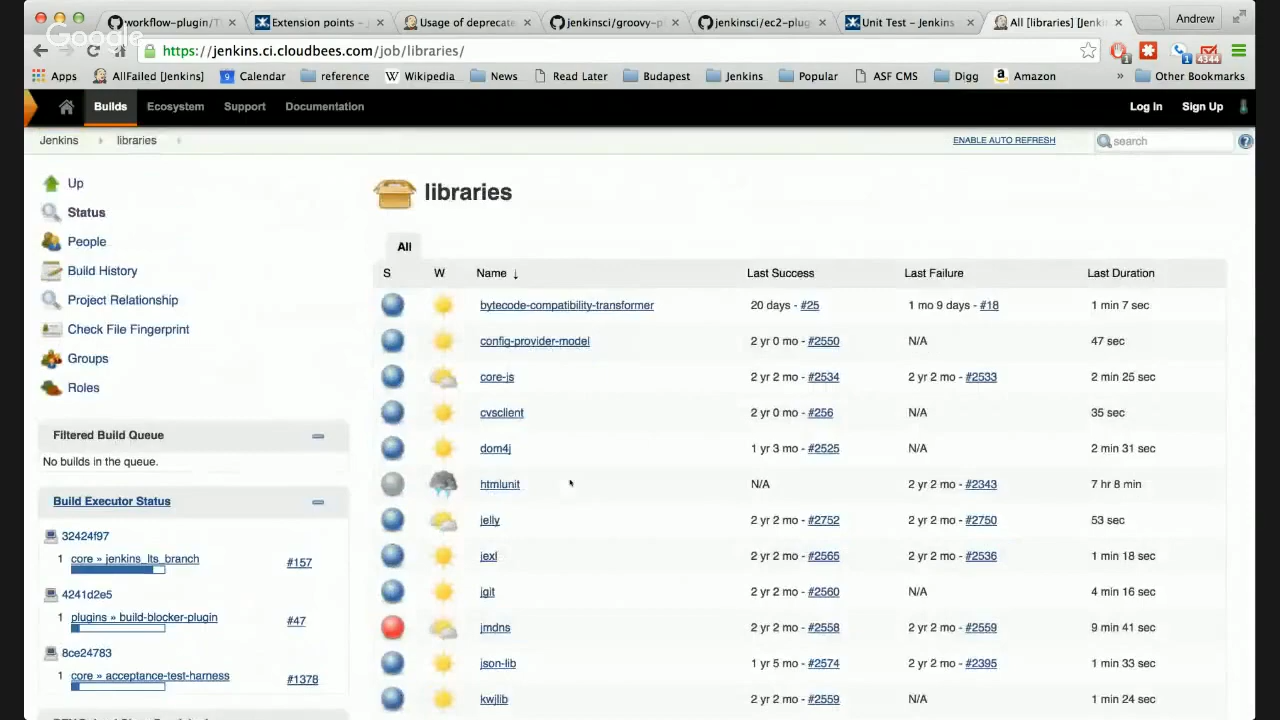 Google
workflow-plugin/T
Extension points -
Usage of deprecate
jenkinsci/groovy-p
jenkinsci/ec2-plug
Unit Test - Jenkins
All [libraries] [Jenki
Andrew
https://jenkins.ci.cloudbees.com/job/libraries/
1
1
4344
Apps
AllFailed [Jenkins]
9
Calendar
reference
W
Wikipedia
News
Read Later
Budapest
Jenkins
Popular
ASF CMS
Digg
a
Amazon
»
Other Bookmarks
Builds
Ecosystem
Support
Documentation
Log In
Sign Up
Jenkins
libraries
ENABLE AUTO REFRESH
search
?
Up
Status
People
Build History
Project Relationship
Check File Fingerprint
Groups
Roles
Filtered Build Queue
No builds in the queue.
Build Executor Status
32424f97
1 core » jenkins_lts_branch #157
4241d2e5
1 plugins » build-blocker-plugin #47
8ce24783
1 core » acceptance-test-harness #1378
libraries
All
S W Name ↓ Last Success Last Failure Last Duration
bytecode-compatibility-transformer 20 days - #25 1 mo 9 days - #18 1 min 7 sec
config-provider-model 2 yr 0 mo - #2550 N/A 47 sec
core-js 2 yr 2 mo - #2534 2 yr 2 mo - #2533 2 min 25 sec
cvsclient 2 yr 0 mo - #256 N/A 35 sec
dom4j 1 yr 3 mo - #2525 N/A 2 min 31 sec
htmlunit N/A 2 yr 2 mo - #2343 7 hr 8 min
jelly 2 yr 2 mo - #2752 2 yr 2 mo - #2750 53 sec
jexl 2 yr 2 mo - #2565 2 yr 2 mo - #2536 1 min 18 sec
jgit 2 yr 2 mo - #2560 N/A 4 min 16 sec
jmdns 2 yr 2 mo - #2558 2 yr 2 mo - #2559 9 min 41 sec
json-lib 1 yr 5 mo - #2574 2 yr 2 mo - #2395 1 min 33 sec
kwjlib 2 yr 2 mo - #2559 N/A 1 min 24 sec